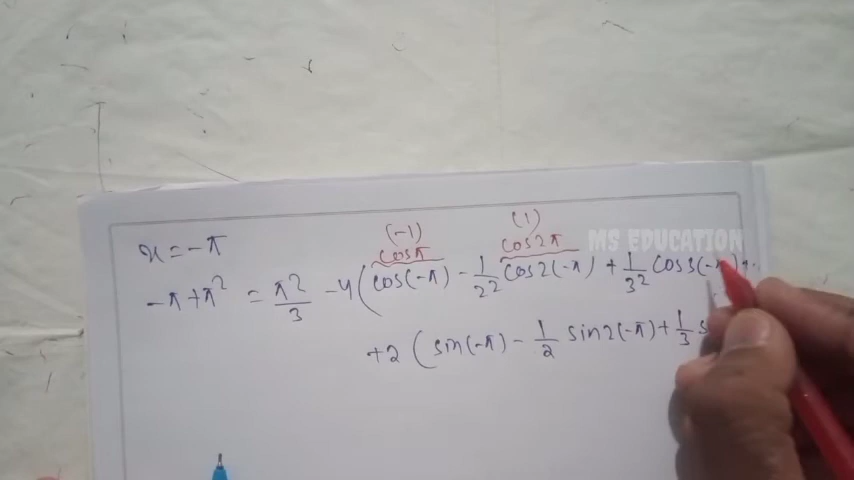 x = -π
(-1) (1)
cosπ cos2π
MS EDUCATION
-π+π² = π²/3 - 4(cos(-π) - 1/2² cos2(-π) + 1/3² cos3(-π)+..
+2 (sin(-π) - 1/2 sin2(-π) + 1/3 s